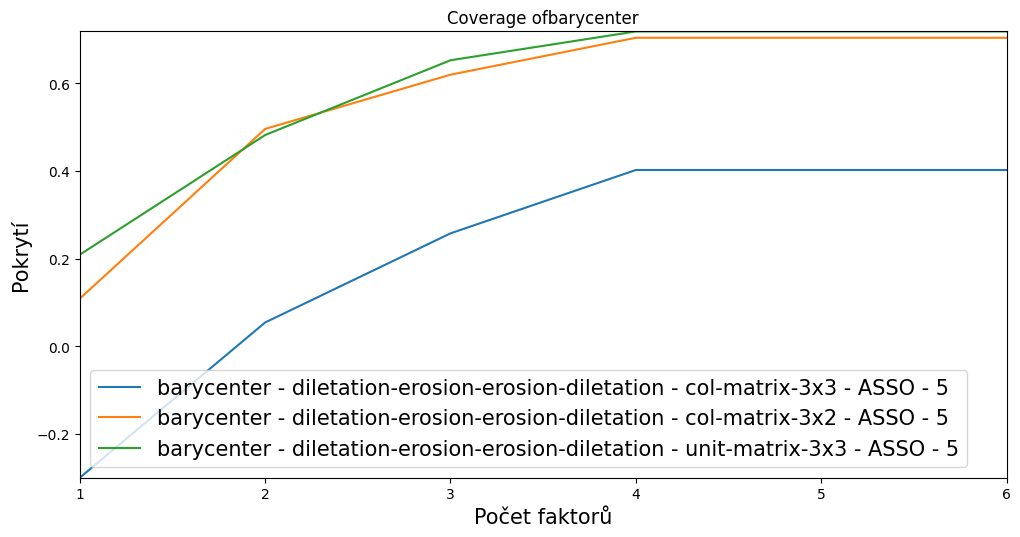 Coverage ofbarycenter
Pokrytí
0.6
0.4
0.2
0.0
−0.2
barycenter - diletation-erosion-erosion-diletation - col-matrix-3x3 - ASSO - 5
barycenter - diletation-erosion-erosion-diletation - col-matrix-3x2 - ASSO - 5
barycenter - diletation-erosion-erosion-diletation - unit-matrix-3x3 - ASSO - 5
1 2 3 4 5 6
Počet faktorů